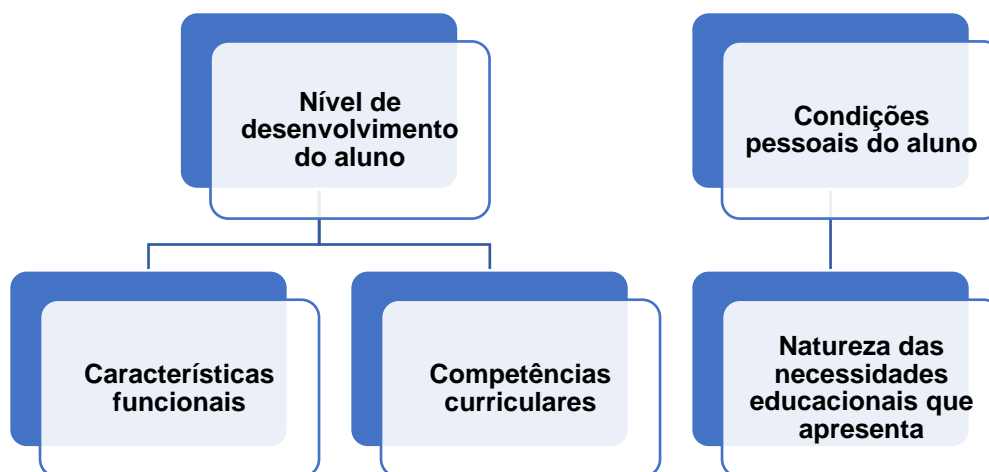 Nível de
desenvolvimento
do aluno
Condições
pessoais do aluno
Características
funcionais
Competências
curriculares
Natureza das
necessidades
educacionais que
apresenta